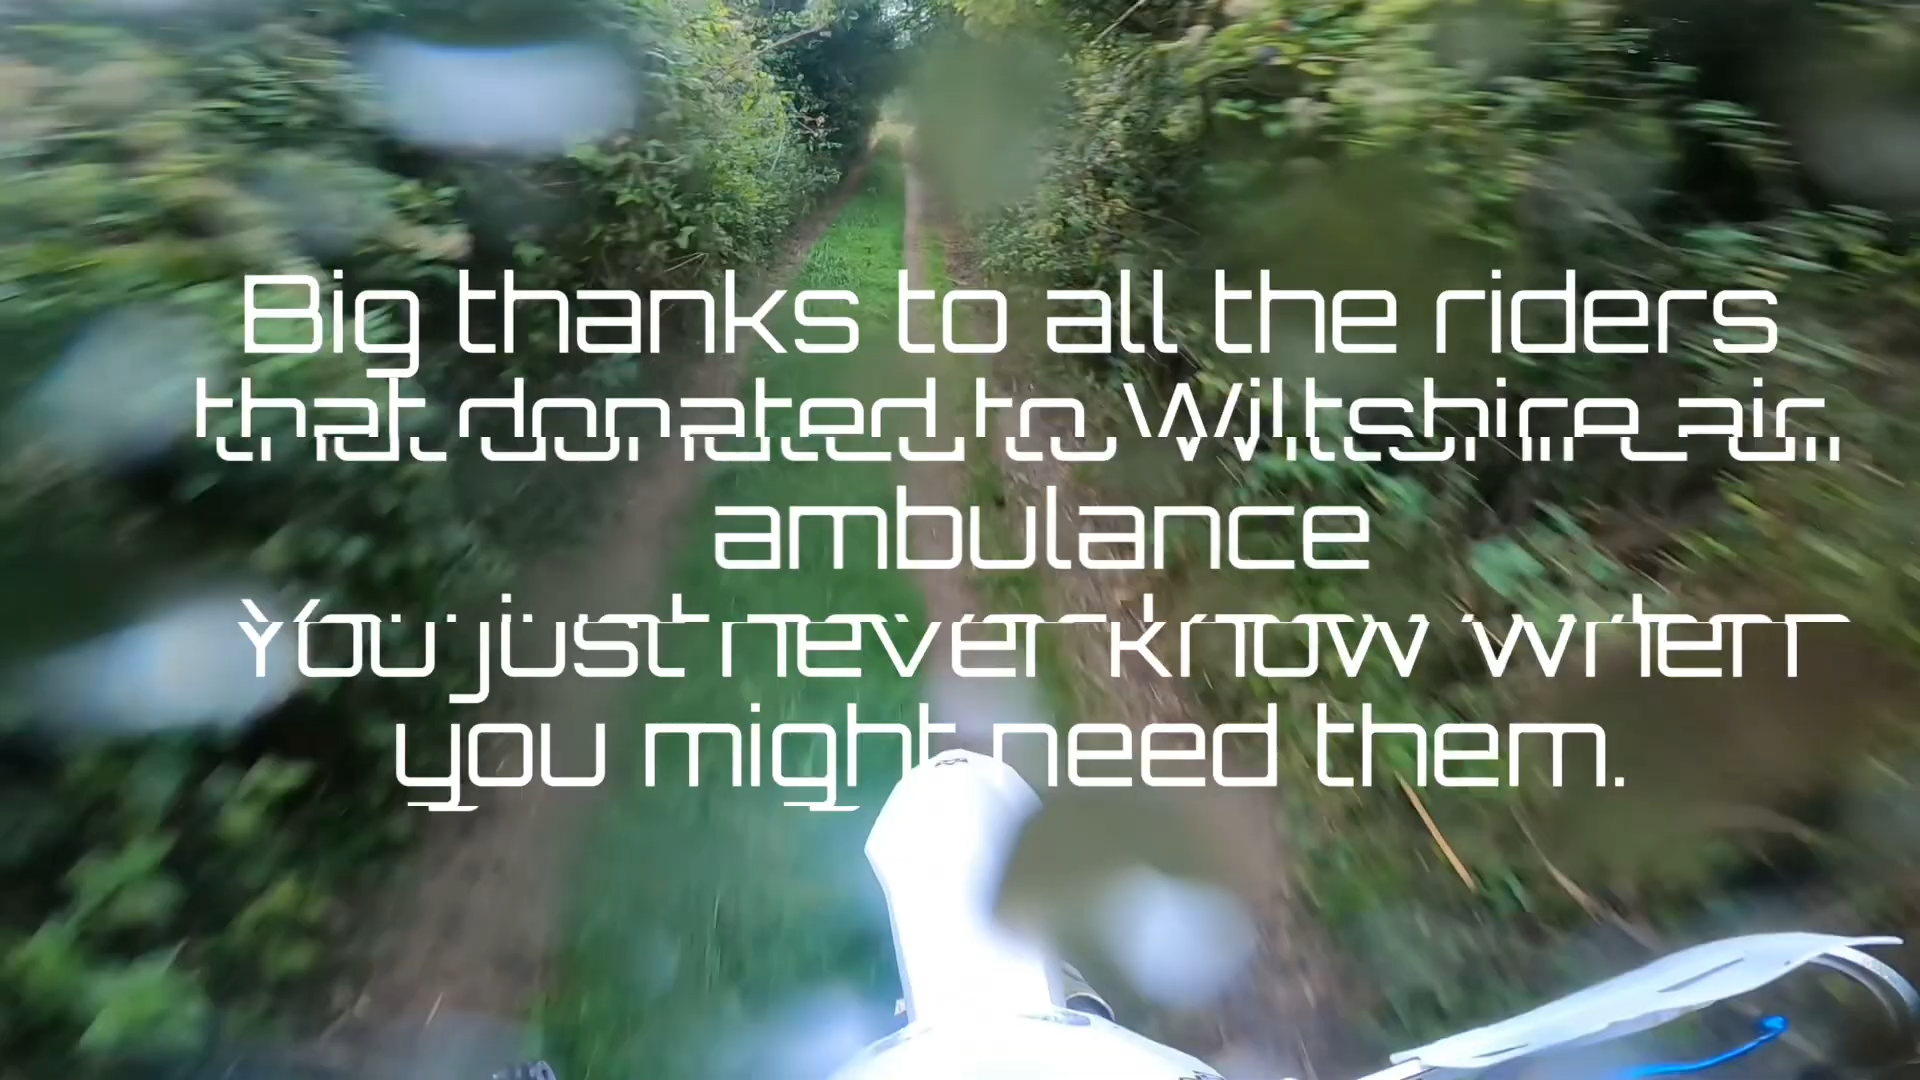 Big thanks to all the riders
that donated to Wiltshire air
ambulance
You just never know when
you might need them.